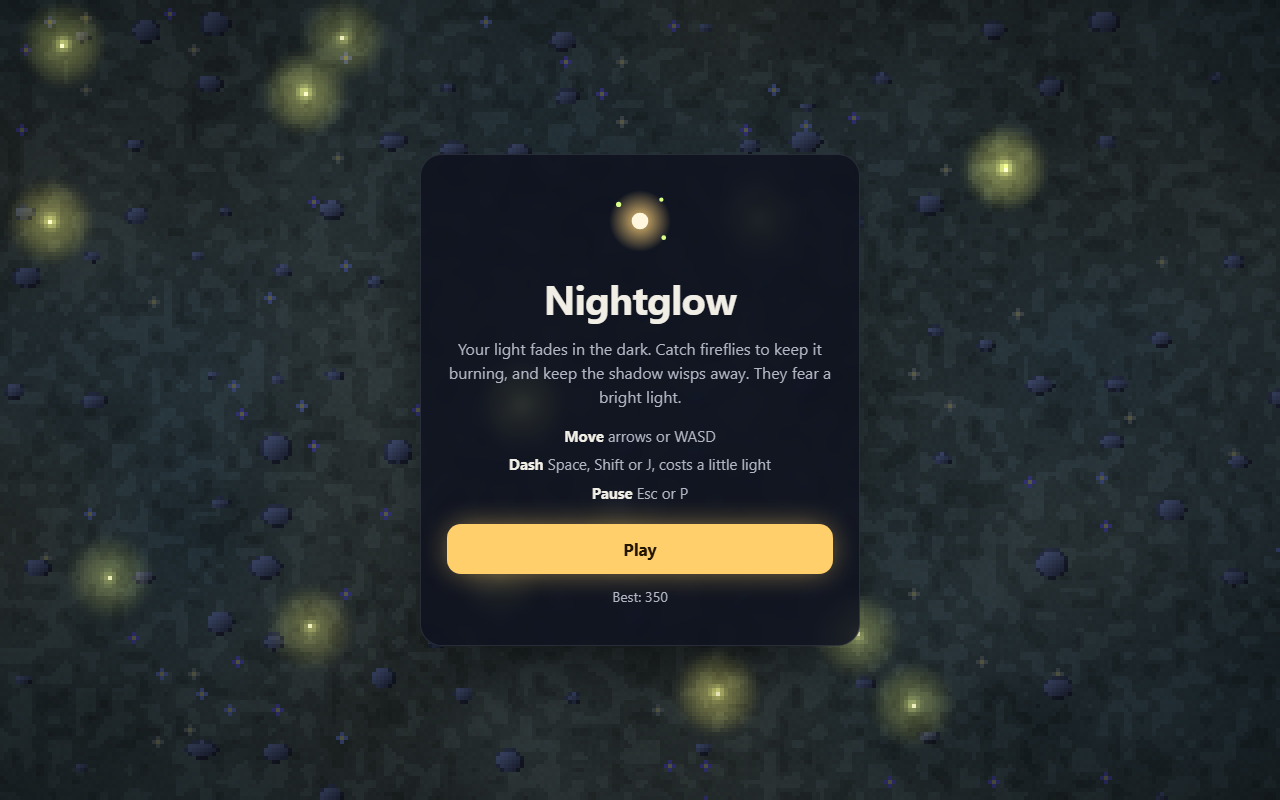 Nightglow
Your light fades in the dark. Catch fireflies to keep it
burning, and keep the shadow wisps away. They fear a
bright light.
Move arrows or WASD
Dash Space, Shift or J, costs a little light
Pause Esc or P
Play
Best: 350